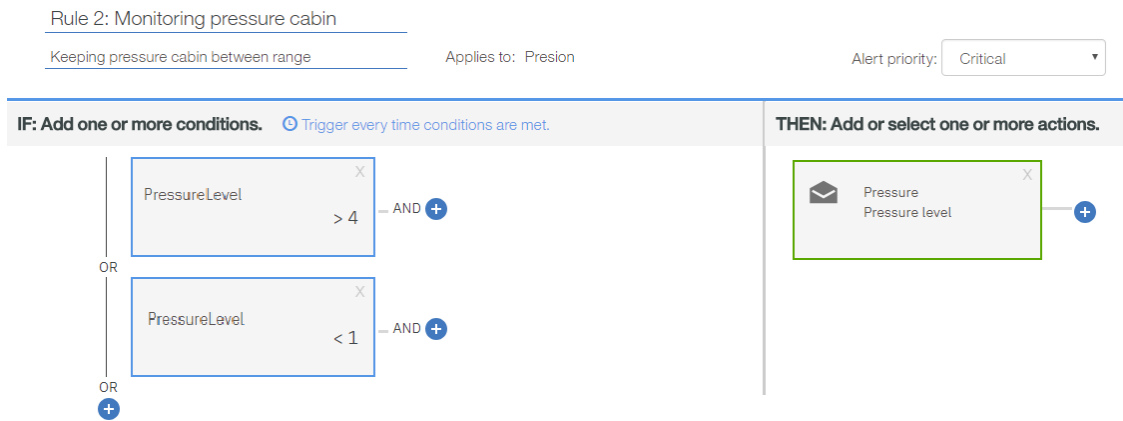 Rule 2: Monitoring pressure cabin
Keeping pressure cabin between range
Applies to: Presion
Alert priority: Critical
IF: Add one or more conditions.
Trigger every time conditions are met.
THEN: Add or select one or more actions.
X
PressureLevel
> 4
AND +
OR
X
PressureLevel
< 1
AND +
OR
+
X
Pressure
Pressure level
+